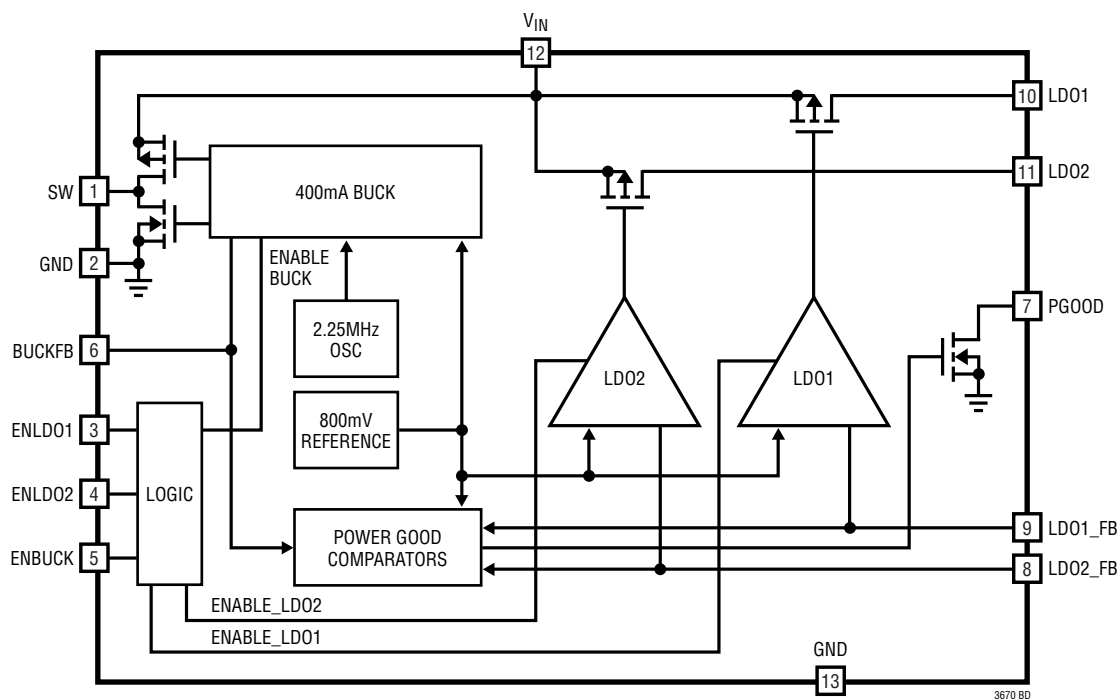 VIN
12
10 LDO1
400mA BUCK
11 LDO2
SW 1
GND 2
ENABLE
BUCK
7 PGOOD
2.25MHz
OSC
BUCKFB 6
LDO2
LDO1
800mV
REFERENCE
ENLDO1 3
ENLDO2 4
LOGIC
ENBUCK 5
POWER GOOD
COMPARATORS
9 LDO1_FB
8 LDO2_FB
ENABLE_LDO2
ENABLE_LDO1
GND
13
3670 BD